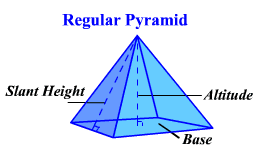 Regular Pyramid
Slant Height
Altitude
Base